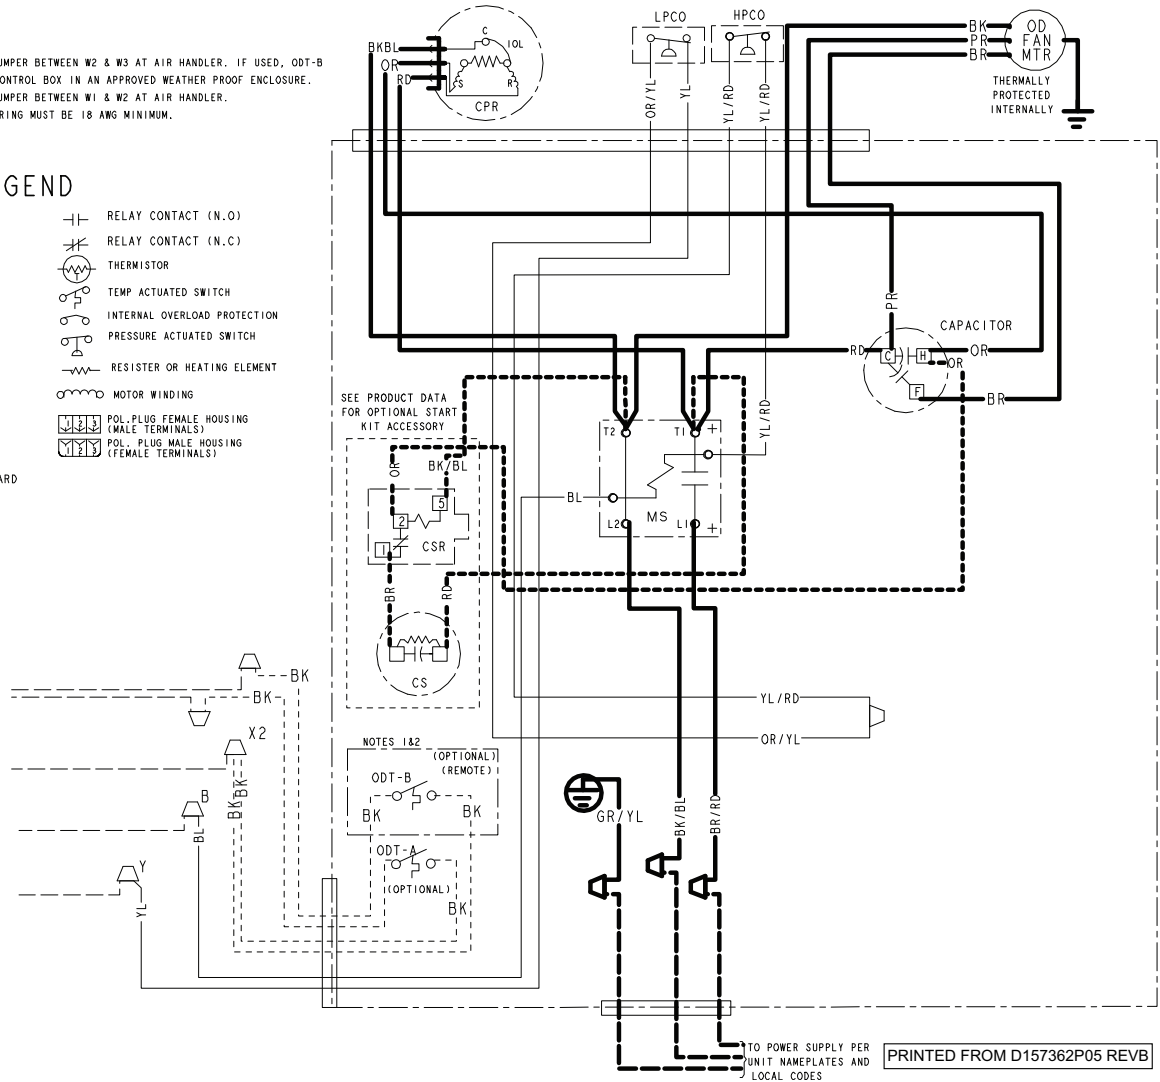 UMPER BETWEEN W2 & W3 AT AIR HANDLER. IF USED, ODT-B
ONTROL BOX IN AN APPROVED WEATHER PROOF ENCLOSURE.
UMPER BETWEEN W1 & W2 AT AIR HANDLER.
RING MUST BE 18 AWG MINIMUM.
BKBL
OR
RD
C
IOL
S
R
CPR
LPCO
HPCO
OR/YL
YL
YL/RD
YL/RD
BK
PR
BR
OD
FAN
MTR
THERMALLY
PROTECTED
INTERNALLY
GEND
RELAY CONTACT (N.O)
RELAY CONTACT (N.C)
T
THERMISTOR
TEMP ACTUATED SWITCH
INTERNAL OVERLOAD PROTECTION
PRESSURE ACTUATED SWITCH
RESISTER OR HEATING ELEMENT
MOTOR WINDING
1 2 3
POL.PLUG FEMALE HOUSING
(MALE TERMINALS)
1 2 3
POL. PLUG MALE HOUSING
(FEMALE TERMINALS)
ARD
PR
CAPACITOR
RD
C
H
OR
OR
F
BR
SEE PRODUCT DATA
FOR OPTIONAL START
KIT ACCESSORY
YL/RD
T2
T1
+
OR
BK/BL
5
2
1
CSR
BL
MS
L2
L1
+
BR
RD
CS
BK
BK
X2
YL/RD
OR/YL
NOTES 1&2
(OPTIONAL)
(REMOTE)
ODT-B
BK
BK
BK
BK
B
BL
ODT-A
(OPTIONAL)
BK
Y
YL
GR/YL
BK/BL
BR/RD
TO POWER SUPPLY PER
UNIT NAMEPLATES AND
LOCAL CODES
PRINTED FROM D157362P05 REVB